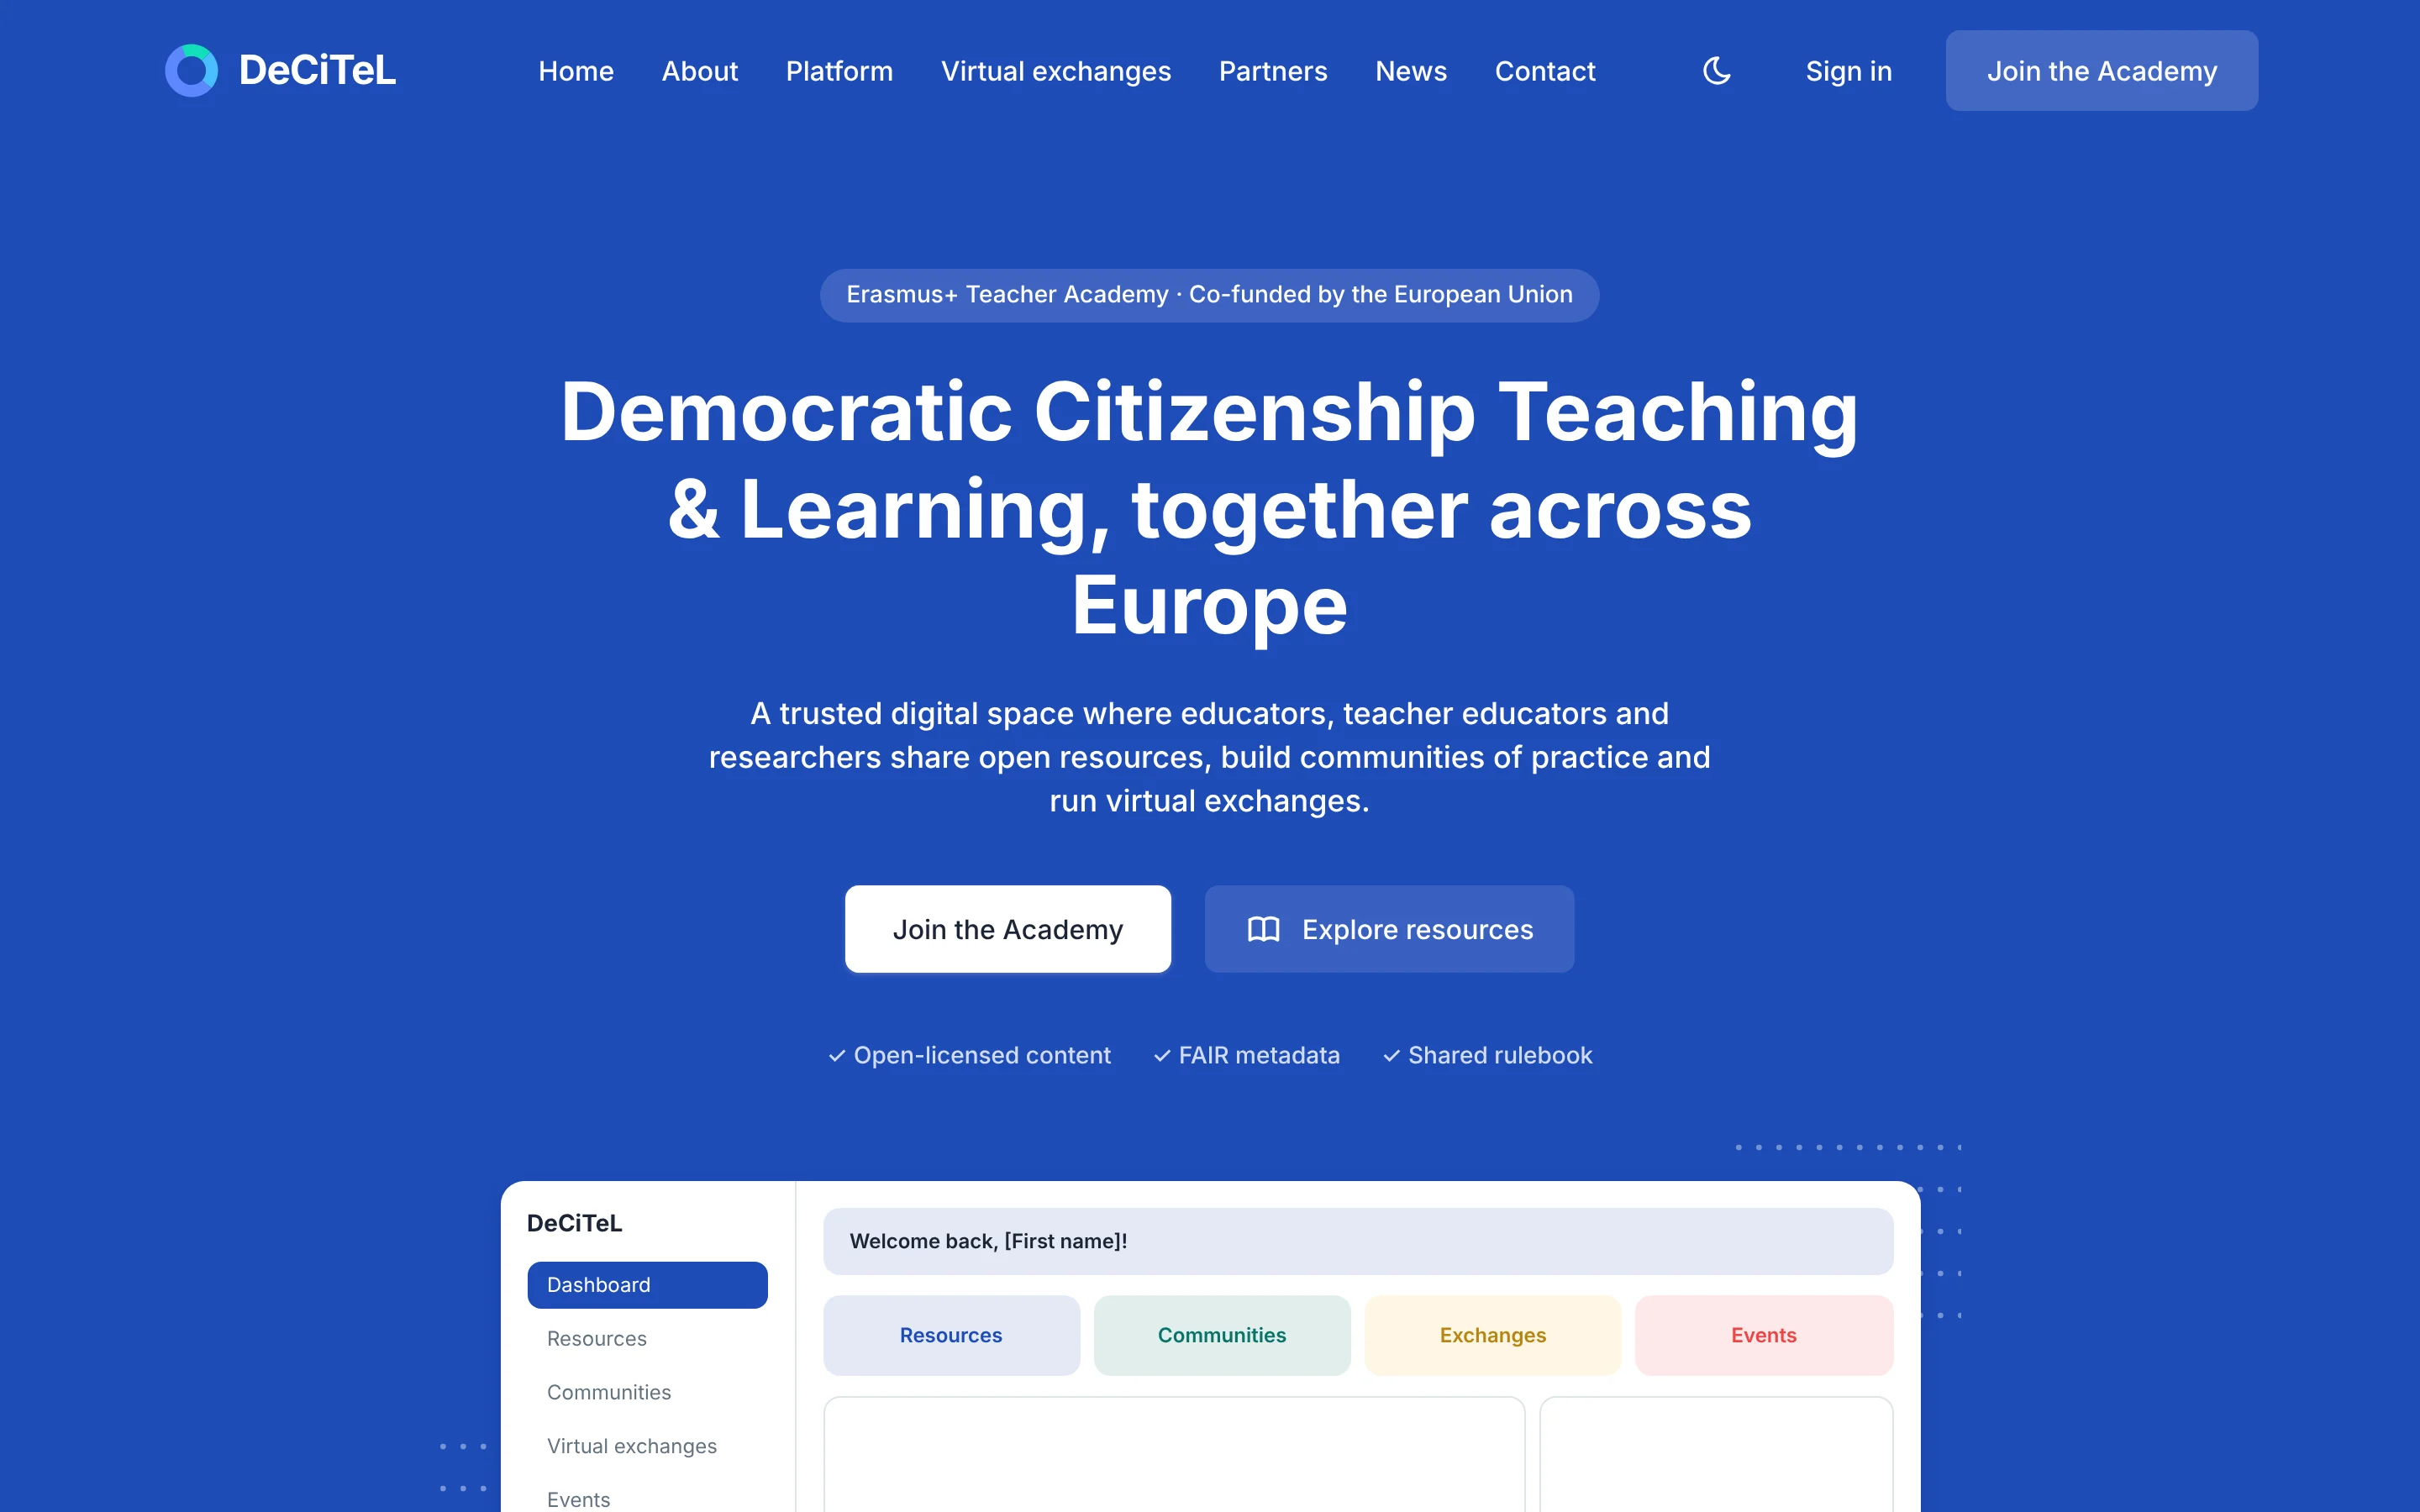 DeCiTeL
Home About Platform Virtual exchanges Partners News Contact Sign in Join the Academy
Erasmus+ Teacher Academy · Co-funded by the European Union
Democratic Citizenship Teaching
& Learning, together across
Europe
A trusted digital space where educators, teacher educators and
researchers share open resources, build communities of practice and
run virtual exchanges.
Join the Academy Explore resources
✓ Open-licensed content ✓ FAIR metadata ✓ Shared rulebook
DeCiTeL
Dashboard
Resources
Communities
Virtual exchanges
Events
Welcome back, [First name]!
Resources Communities Exchanges Events